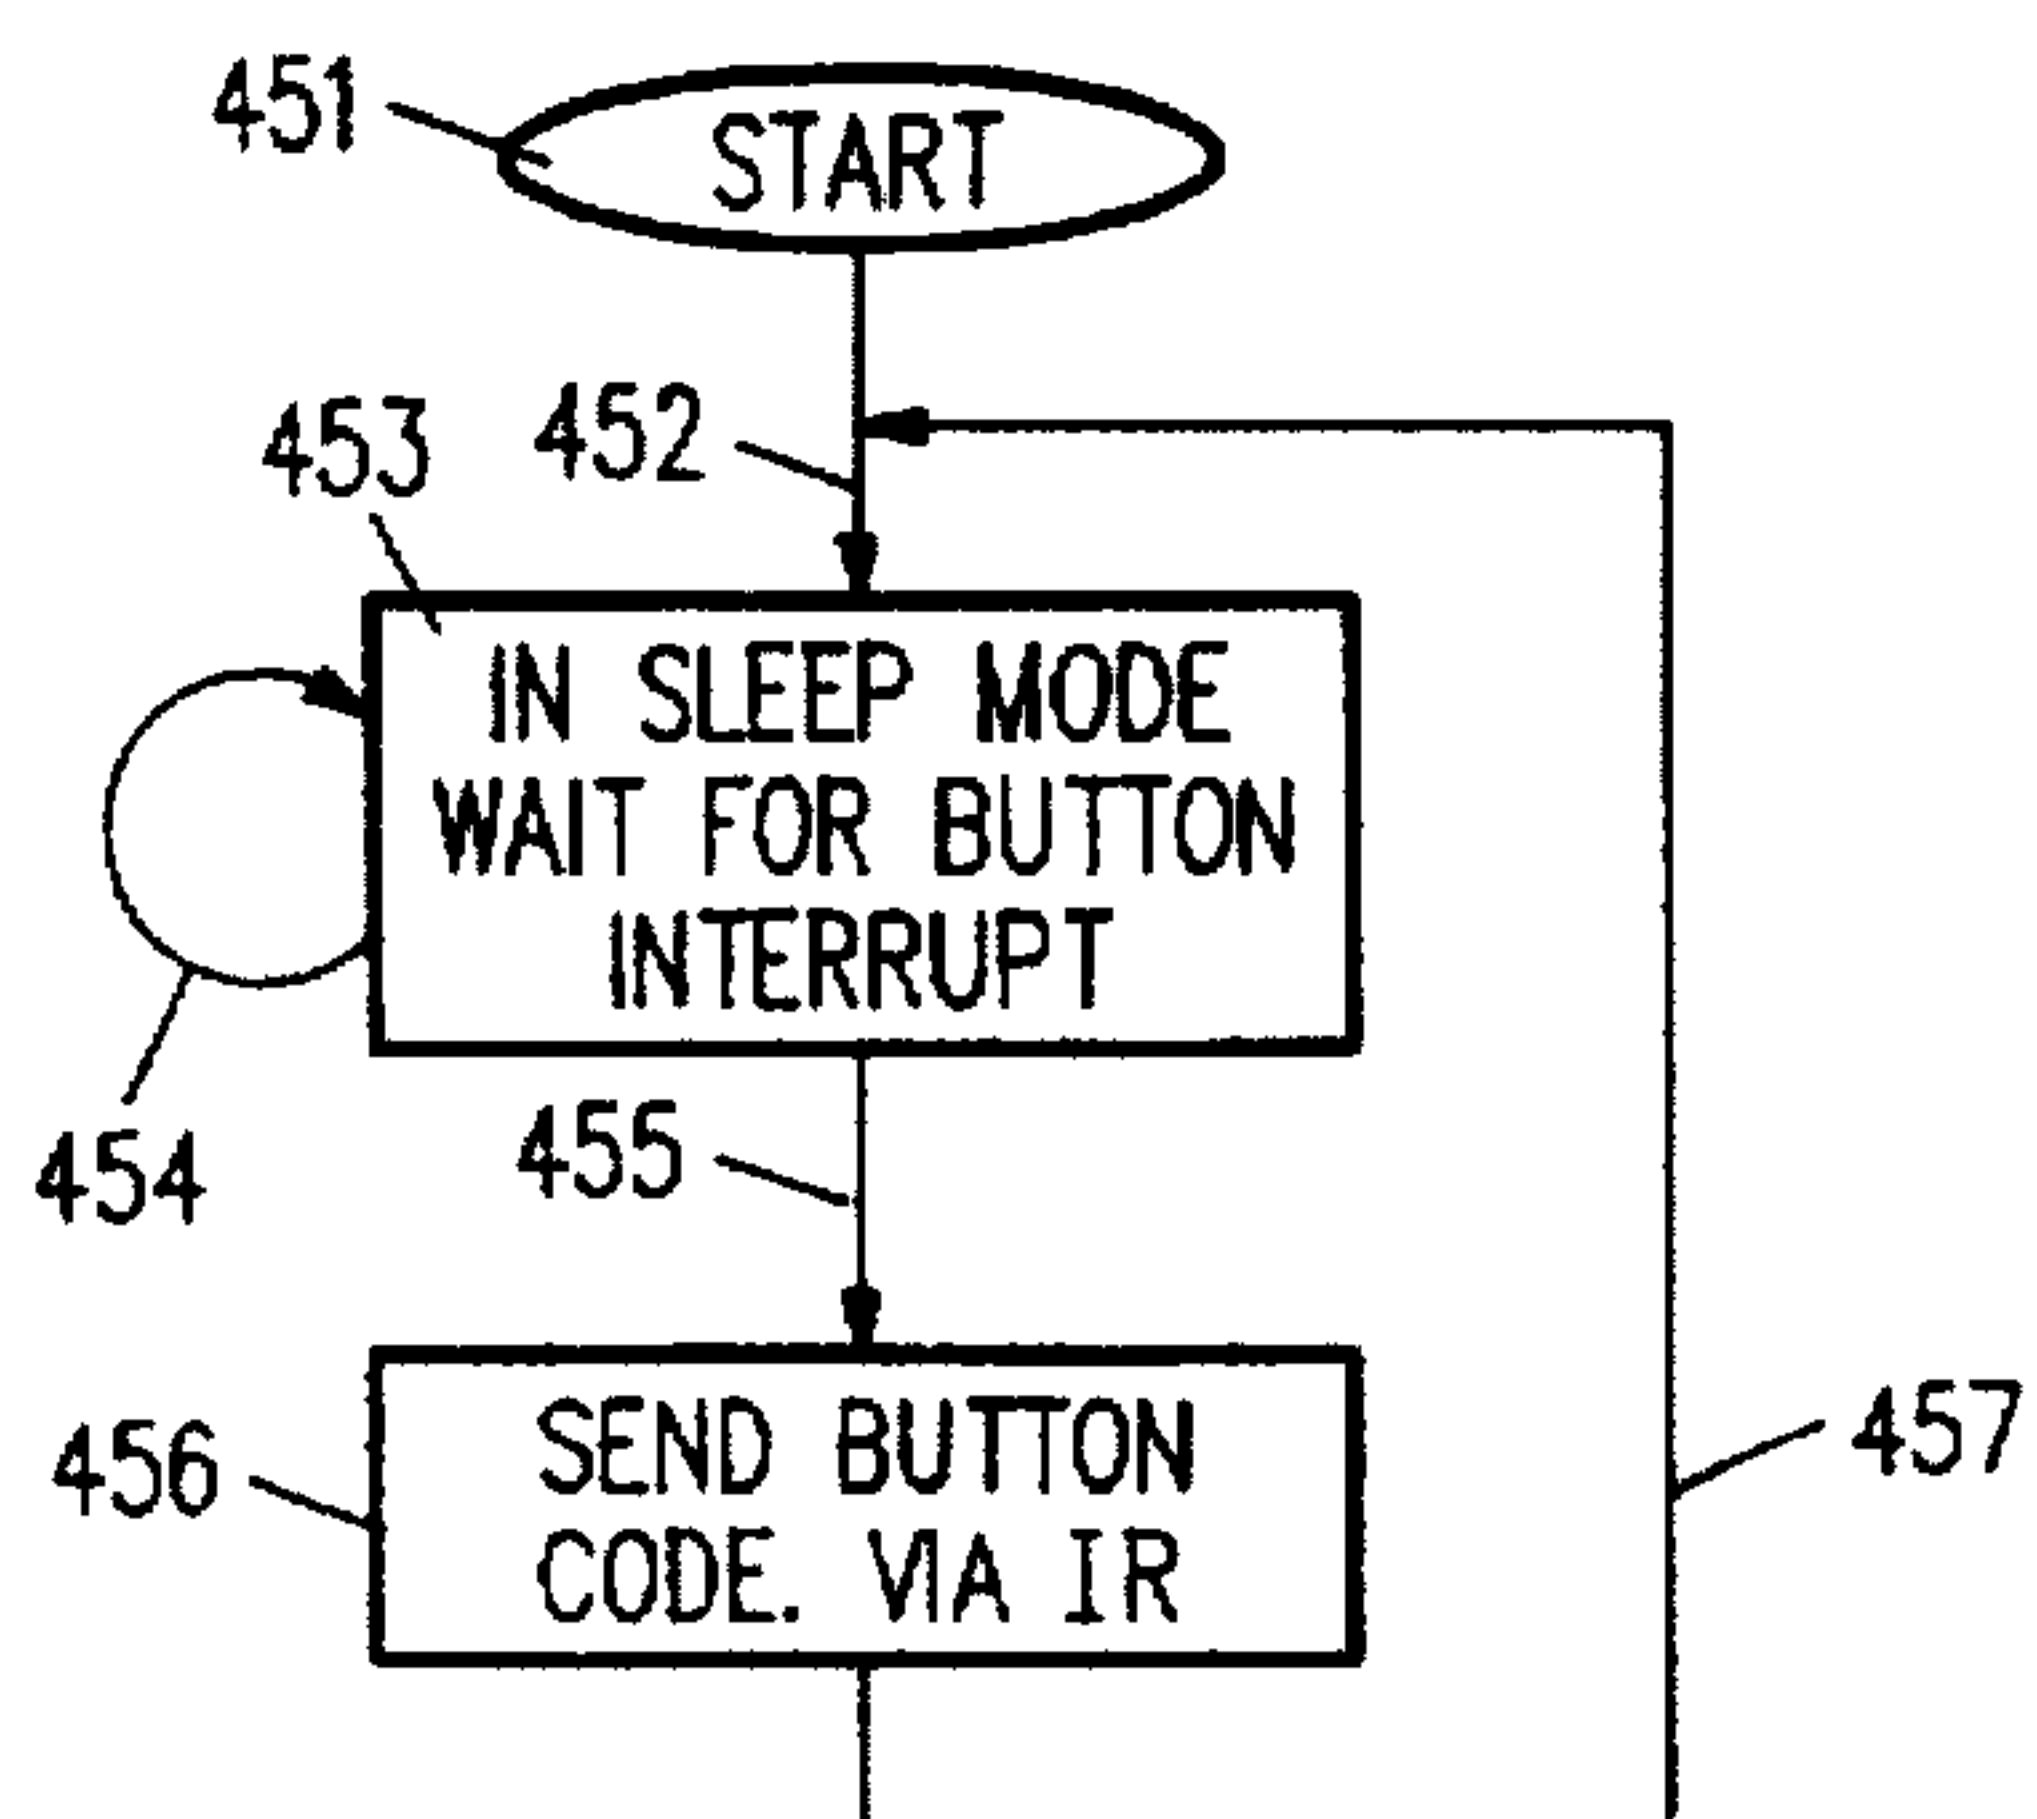 451
START
453
452
IN SLEEP MODE
WAIT FOR BUTTON
INTERRUPT
454
455
456
SEND BUTTON
CODE. VIA IR
457